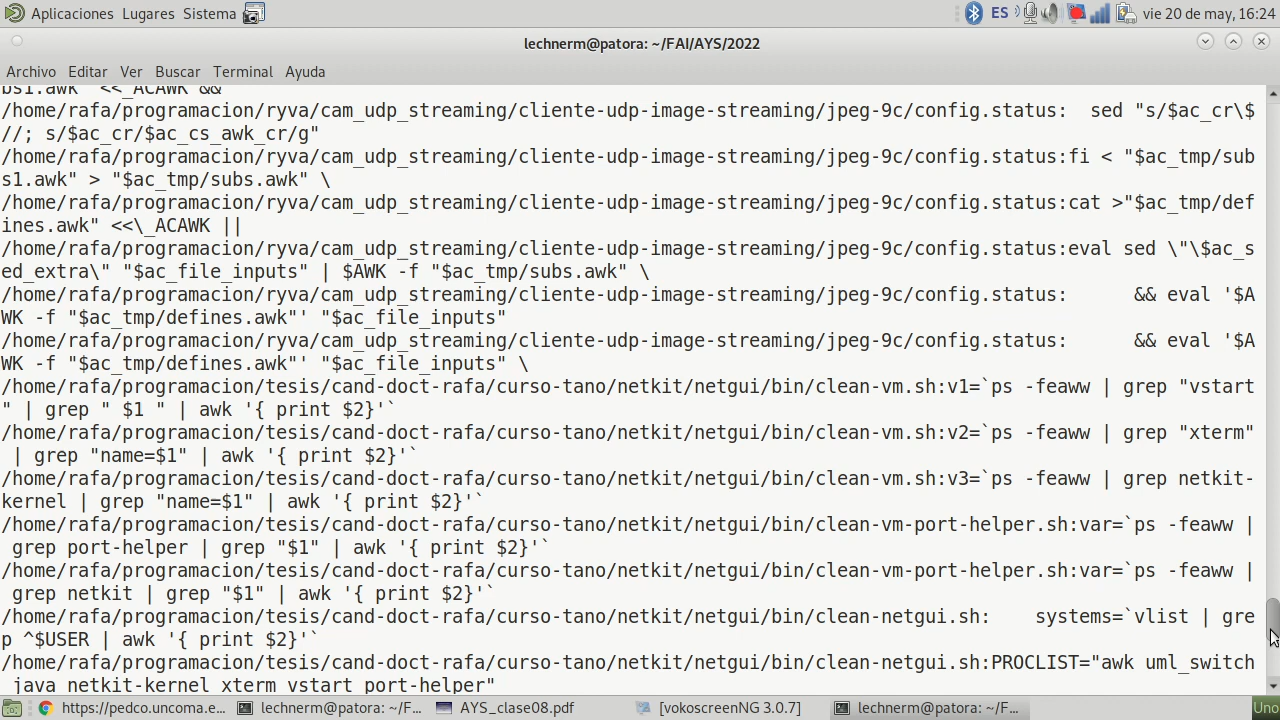 Aplicaciones Lugares Sistema ES vie 20 de may, 16:24
lechnerm@patora: ~/FAI/AYS/2022
Archivo Editar Ver Buscar Terminal Ayuda
bs1.awk" <<_ACAWK &&
/home/rafa/programacion/ryva/cam_udp_streaming/cliente-udp-image-streaming/jpeg-9c/config.status:  sed "s/$ac_cr\$
//; s/$ac_cr/$ac_cs_awk_cr/g"
/home/rafa/programacion/ryva/cam_udp_streaming/cliente-udp-image-streaming/jpeg-9c/config.status:fi < "$ac_tmp/sub
s1.awk" > "$ac_tmp/subs.awk" \
/home/rafa/programacion/ryva/cam_udp_streaming/cliente-udp-image-streaming/jpeg-9c/config.status:cat >"$ac_tmp/def
ines.awk" <<\_ACAWK ||
/home/rafa/programacion/ryva/cam_udp_streaming/cliente-udp-image-streaming/jpeg-9c/config.status:eval sed \"\$ac_s
ed_extra\" "$ac_file_inputs" | $AWK -f "$ac_tmp/subs.awk" \
/home/rafa/programacion/ryva/cam_udp_streaming/cliente-udp-image-streaming/jpeg-9c/config.status:      && eval '$A
WK -f "$ac_tmp/defines.awk"' "$ac_file_inputs"
/home/rafa/programacion/ryva/cam_udp_streaming/cliente-udp-image-streaming/jpeg-9c/config.status:      && eval '$A
WK -f "$ac_tmp/defines.awk"' "$ac_file_inputs" \
/home/rafa/programacion/tesis/cand-doct-rafa/curso-tano/netkit/netgui/bin/clean-vm.sh:v1=`ps -feaww | grep "vstart
" | grep " $1 " | awk '{ print $2}'`
/home/rafa/programacion/tesis/cand-doct-rafa/curso-tano/netkit/netgui/bin/clean-vm.sh:v2=`ps -feaww | grep "xterm"
 | grep "name=$1" | awk '{ print $2}'`
/home/rafa/programacion/tesis/cand-doct-rafa/curso-tano/netkit/netgui/bin/clean-vm.sh:v3=`ps -feaww | grep netkit-
kernel | grep "name=$1" | awk '{ print $2}'`
/home/rafa/programacion/tesis/cand-doct-rafa/curso-tano/netkit/netgui/bin/clean-vm-port-helper.sh:var=`ps -feaww |
 grep port-helper | grep "$1" | awk '{ print $2}'`
/home/rafa/programacion/tesis/cand-doct-rafa/curso-tano/netkit/netgui/bin/clean-vm-port-helper.sh:var=`ps -feaww |
 grep netkit | grep "$1" | awk '{ print $2}'`
/home/rafa/programacion/tesis/cand-doct-rafa/curso-tano/netkit/netgui/bin/clean-netgui.sh:    systems=`vlist | gre
p ^$USER | awk '{ print $2}'`
/home/rafa/programacion/tesis/cand-doct-rafa/curso-tano/netkit/netgui/bin/clean-netgui.sh:PROCLIST="awk uml_switch
 java netkit-kernel xterm vstart port-helper"
https://pedco.uncoma.e... lechnerm@patora: ~/F... AYS_clase08.pdf [vokoscreenNG 3.0.7] lechnerm@patora: ~/F... Uno